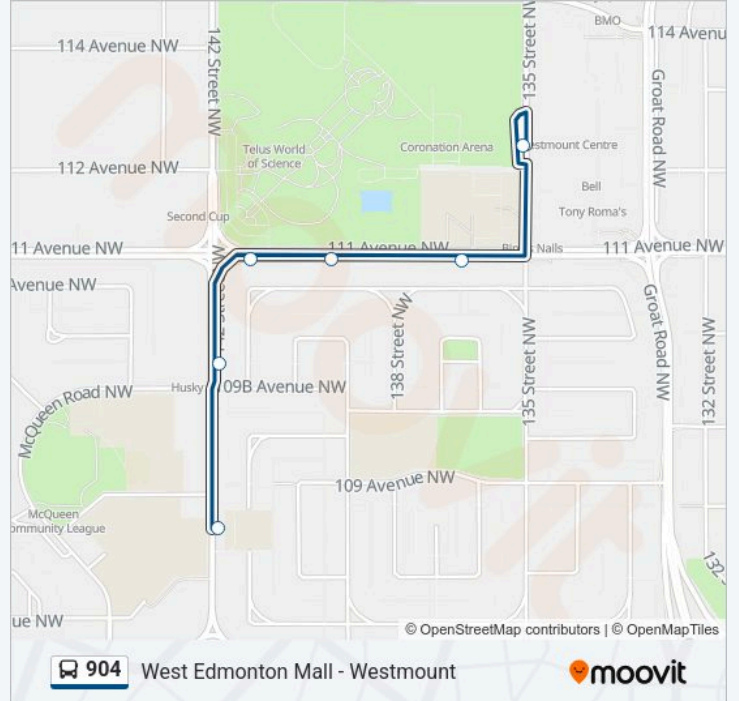 BMO
114 Avenue NW
114 Avenu
142 Street NW
135 Street NW
Groat Road NW
Telus World
of Science
Coronation Arena
estmount Centre
112 Avenue NW
Bell
Second Cup
Tony Roma's
11 Avenue NW
111 Avenue NW
Nails
111 Avenue NW
Avenue NW
138 Street NW
135 Street NW
Groat Road NW
132 Street NW
McQueen Road NW
Husky
09B Avenue NW
109 Avenue NW
McQueen
ommunity League
132
ue NW
moovit
© OpenStreetMap contributors | © OpenMapTiles
904 West Edmonton Mall - Westmount
moovit